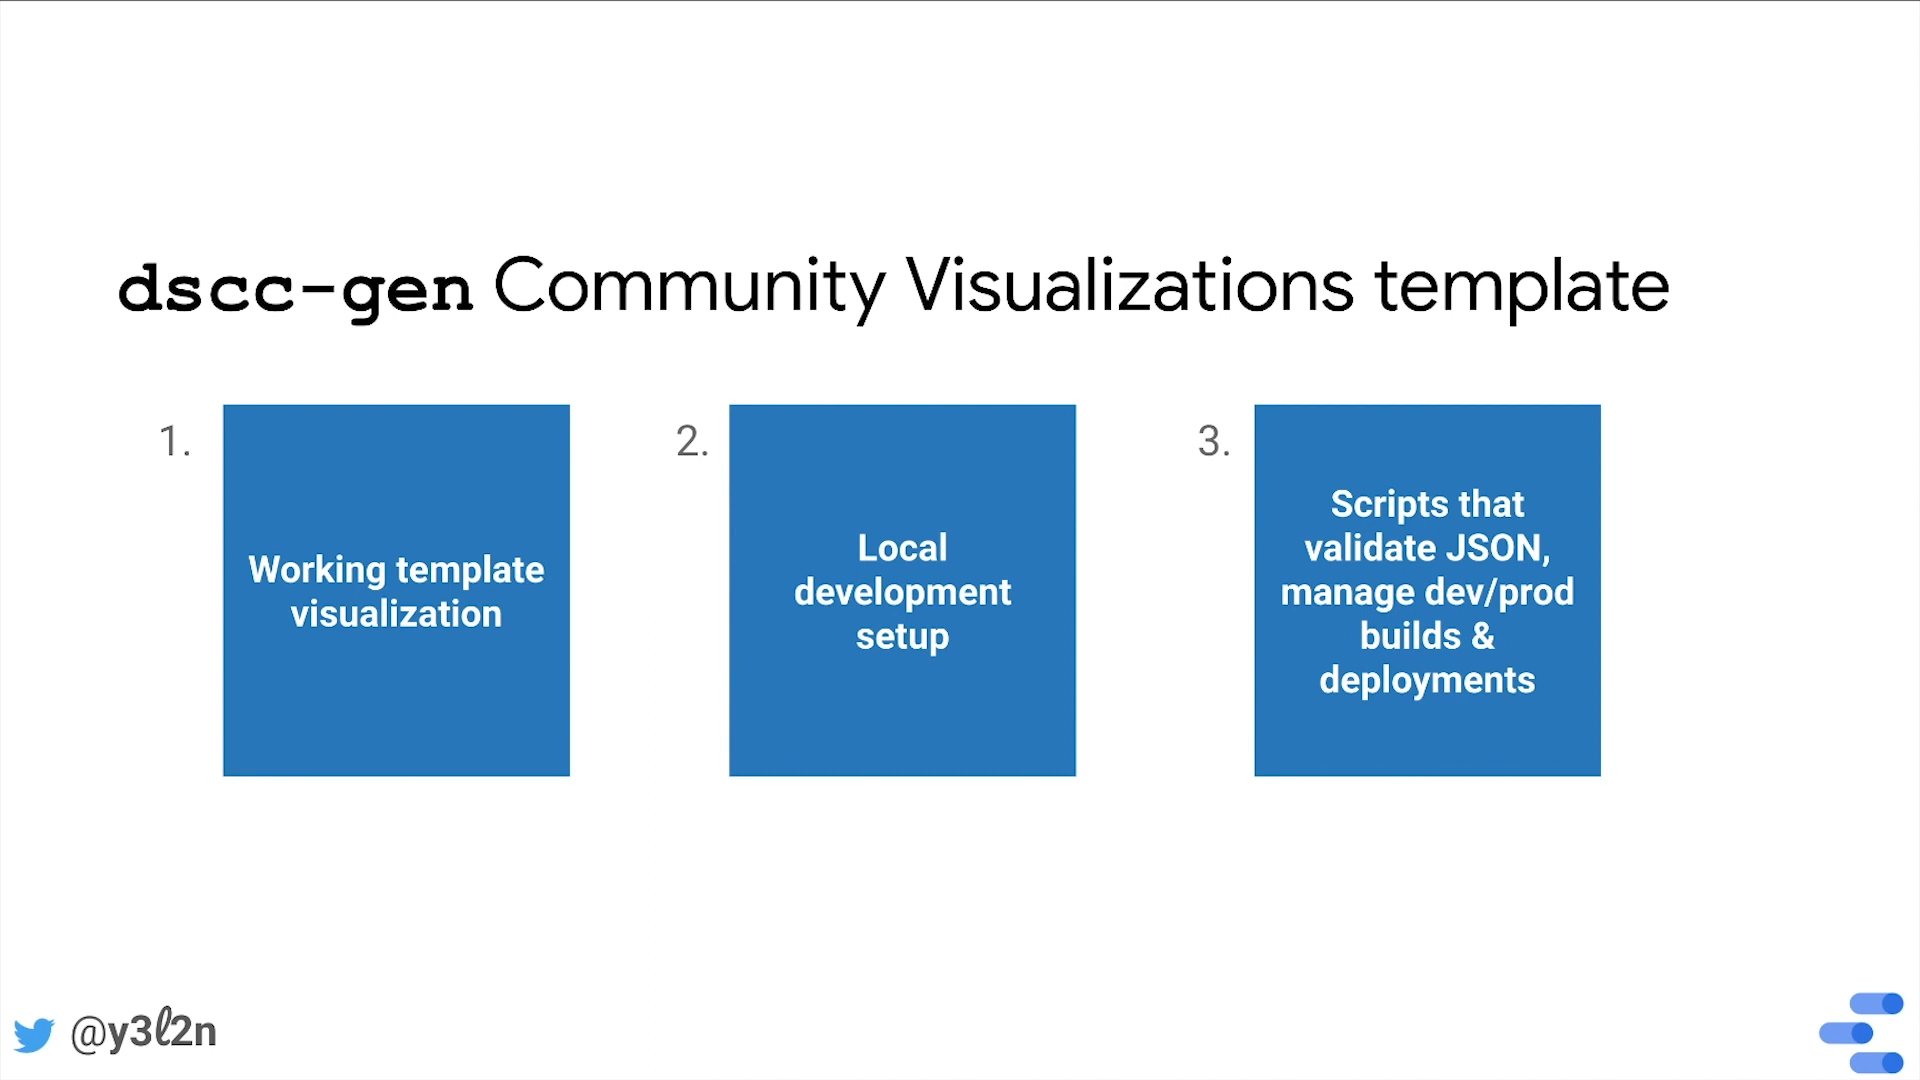 dscc-gen Community Visualizations template
1.
Working template
visualization
2.
Local
development
setup
3.
Scripts that
validate JSON,
manage dev/prod
builds &
deployments
@y3ℓ2n